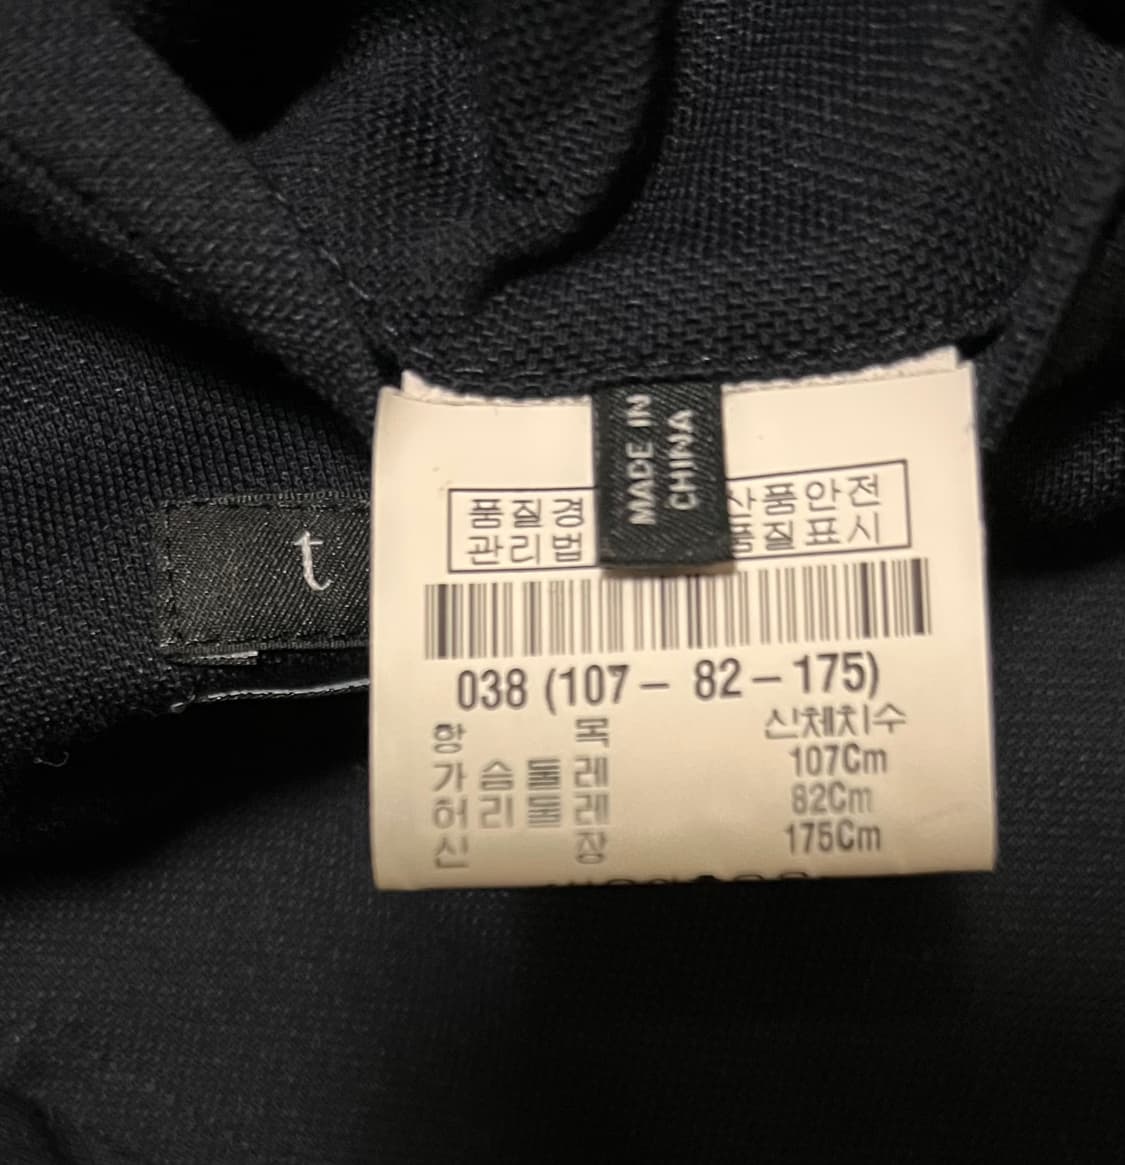 MADE IN
CHINA
품질경
관리법
산품안전
품질표시
t
038 (107 - 82 - 175)
항 목 신체치수
가슴둘레 107Cm
허리둘레 82Cm
신 장 175Cm